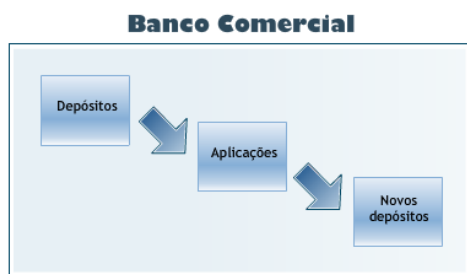 Banco Comercial
Depósitos
Aplicações
Novos
depósitos